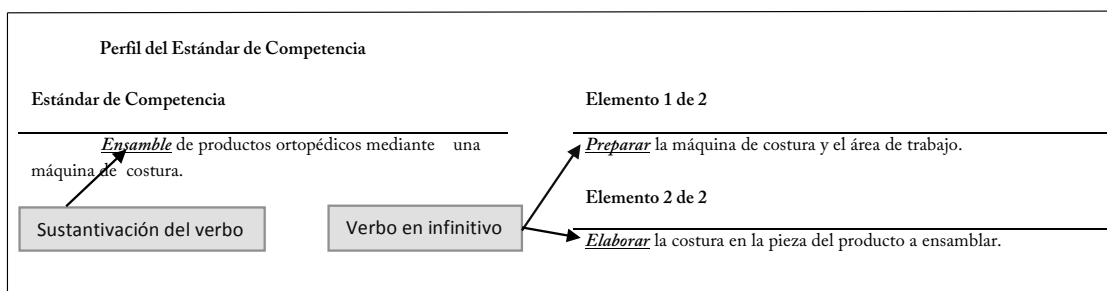 Perfil del Estándar de Competencia
Estándar de Competencia
Ensamble de productos ortopédicos mediante una
máquina de costura.
Sustantivación del verbo
Verbo en infinitivo
Elemento 1 de 2
Preparar la máquina de costura y el área de trabajo.
Elemento 2 de 2
Elaborar la costura en la pieza del producto a ensamblar.